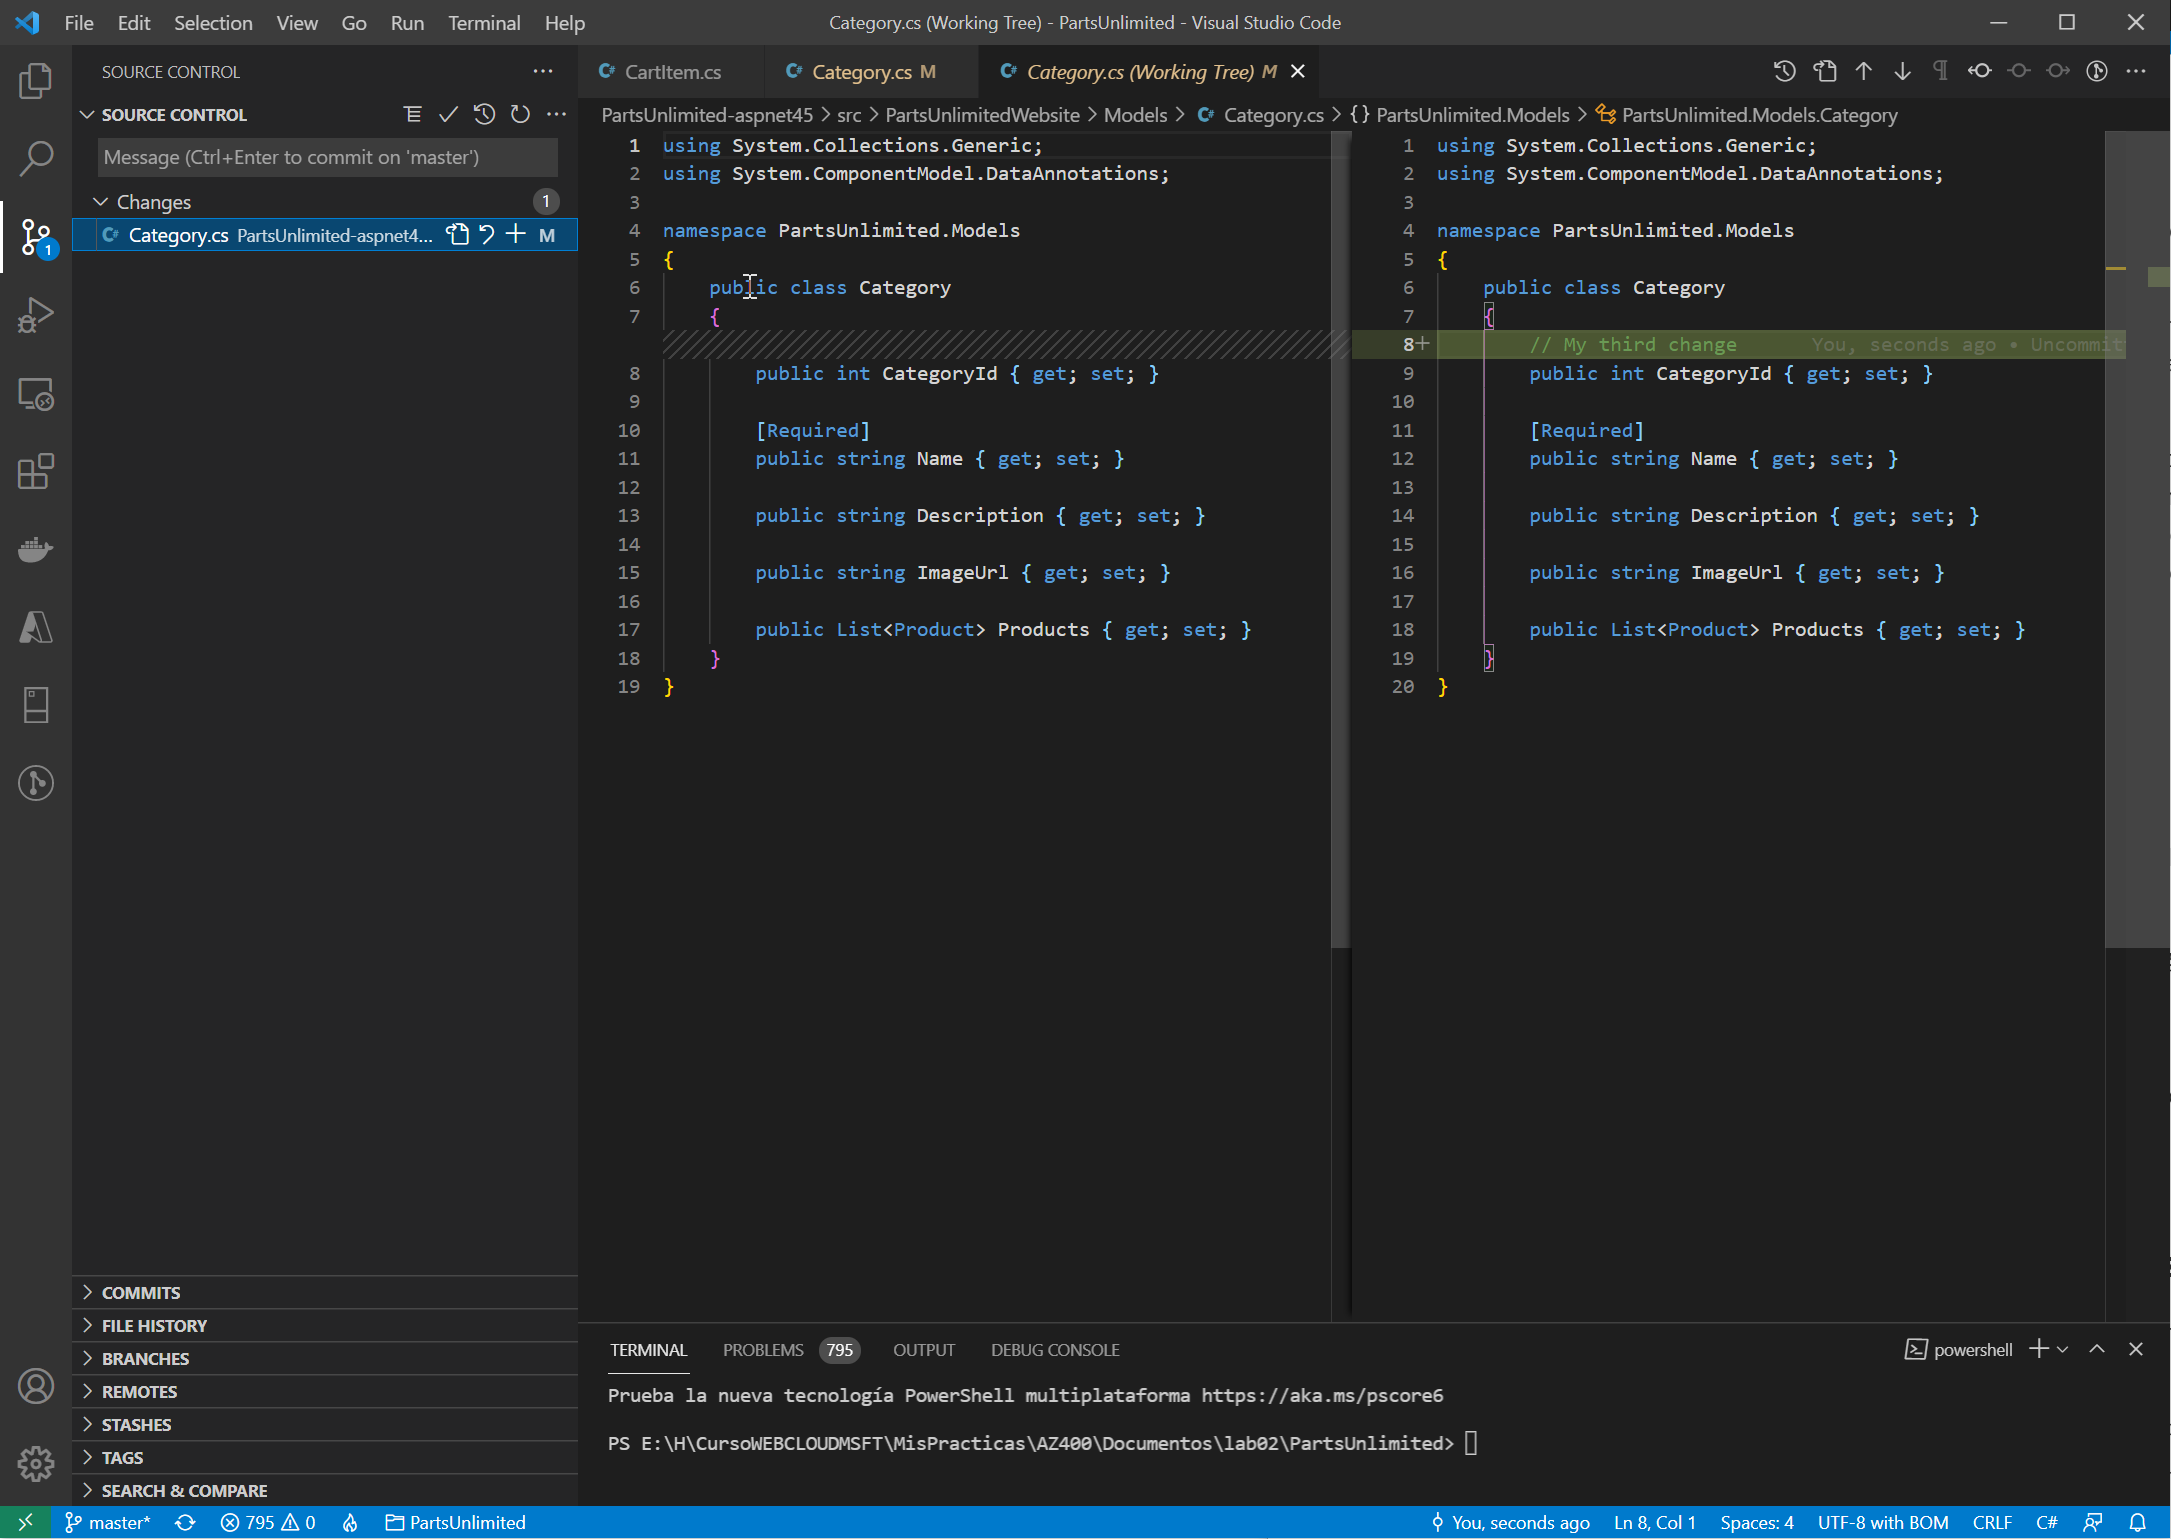 File Edit Selection View Go Run Terminal Help
Category.cs (Working Tree) - PartsUnlimited - Visual Studio Code
SOURCE CONTROL
SOURCE CONTROL
Message (Ctrl+Enter to commit on 'master')
Changes 1
Category.cs PartsUnlimited-aspnet4... M
1
COMMITS
FILE HISTORY
BRANCHES
REMOTES
STASHES
TAGS
SEARCH & COMPARE
CartItem.cs
Category.cs M
Category.cs (Working Tree) M
PartsUnlimited-aspnet45 > src > PartsUnlimitedWebsite > Models > Category.cs > {} PartsUnlimited.Models > PartsUnlimited.Models.Category
1 using System.Collections.Generic;
2 using System.ComponentModel.DataAnnotations;
3
4 namespace PartsUnlimited.Models
5 {
6 public class Category
7 {
8 public int CategoryId { get; set; }
9
10 [Required]
11 public string Name { get; set; }
12
13 public string Description { get; set; }
14
15 public string ImageUrl { get; set; }
16
17 public List<Product> Products { get; set; }
18 }
19 }
1 using System.Collections.Generic;
2 using System.ComponentModel.DataAnnotations;
3
4 namespace PartsUnlimited.Models
5 {
6 public class Category
7 {
8+ // My third change You, seconds ago • Uncommit
9 public int CategoryId { get; set; }
10
11 [Required]
12 public string Name { get; set; }
13
14 public string Description { get; set; }
15
16 public string ImageUrl { get; set; }
17
18 public List<Product> Products { get; set; }
19 }
20 }
TERMINAL PROBLEMS 795 OUTPUT DEBUG CONSOLE
powershell
Prueba la nueva tecnología PowerShell multiplataforma https://aka.ms/pscore6
PS E:\H\CursoWEBCLOUDMSFT\MisPracticas\AZ400\Documentos\lab02\PartsUnlimited>
master* 795 0 PartsUnlimited
You, seconds ago Ln 8, Col 1 Spaces: 4 UTF-8 with BOM CRLF C#